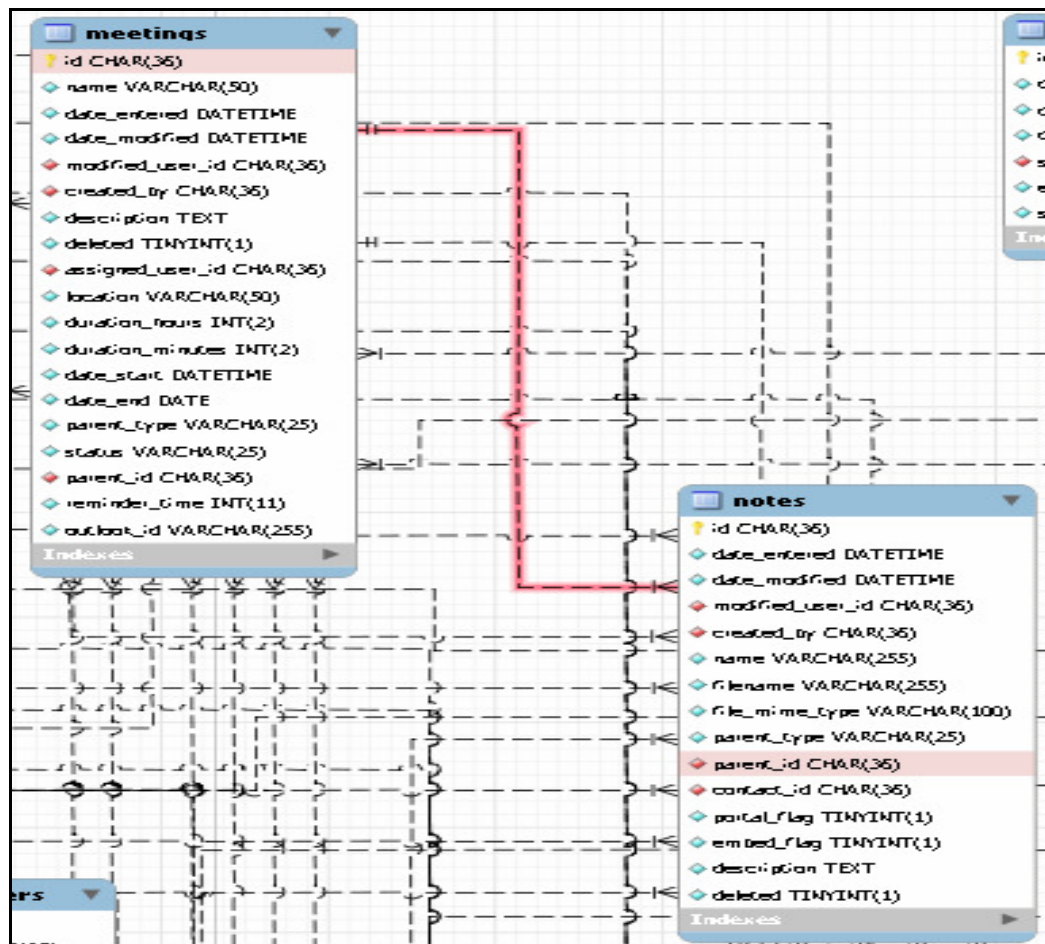 meetings
id CHAR(36)
name VARCHAR(50)
date_entered DATETIME
date_modified DATETIME
modified_user_id CHAR(36)
created_by CHAR(36)
description TEXT
deleted TINYINT(1)
assigned_user_id CHAR(36)
location VARCHAR(50)
duration_hours INT(2)
duration_minutes INT(2)
date_start DATETIME
date_end DATE
parent_type VARCHAR(25)
status VARCHAR(25)
parent_id CHAR(36)
reminder_time INT(11)
outlook_id VARCHAR(255)
Indexes
notes
id CHAR(36)
date_entered DATETIME
date_modified DATETIME
modified_user_id CHAR(36)
created_by CHAR(36)
name VARCHAR(255)
filename VARCHAR(255)
file_mime_type VARCHAR(100)
parent_type VARCHAR(25)
parent_id CHAR(36)
contact_id CHAR(36)
portal_flag TINYINT(1)
embed_flag TINYINT(1)
description TEXT
deleted TINYINT(1)
Indexes
ers